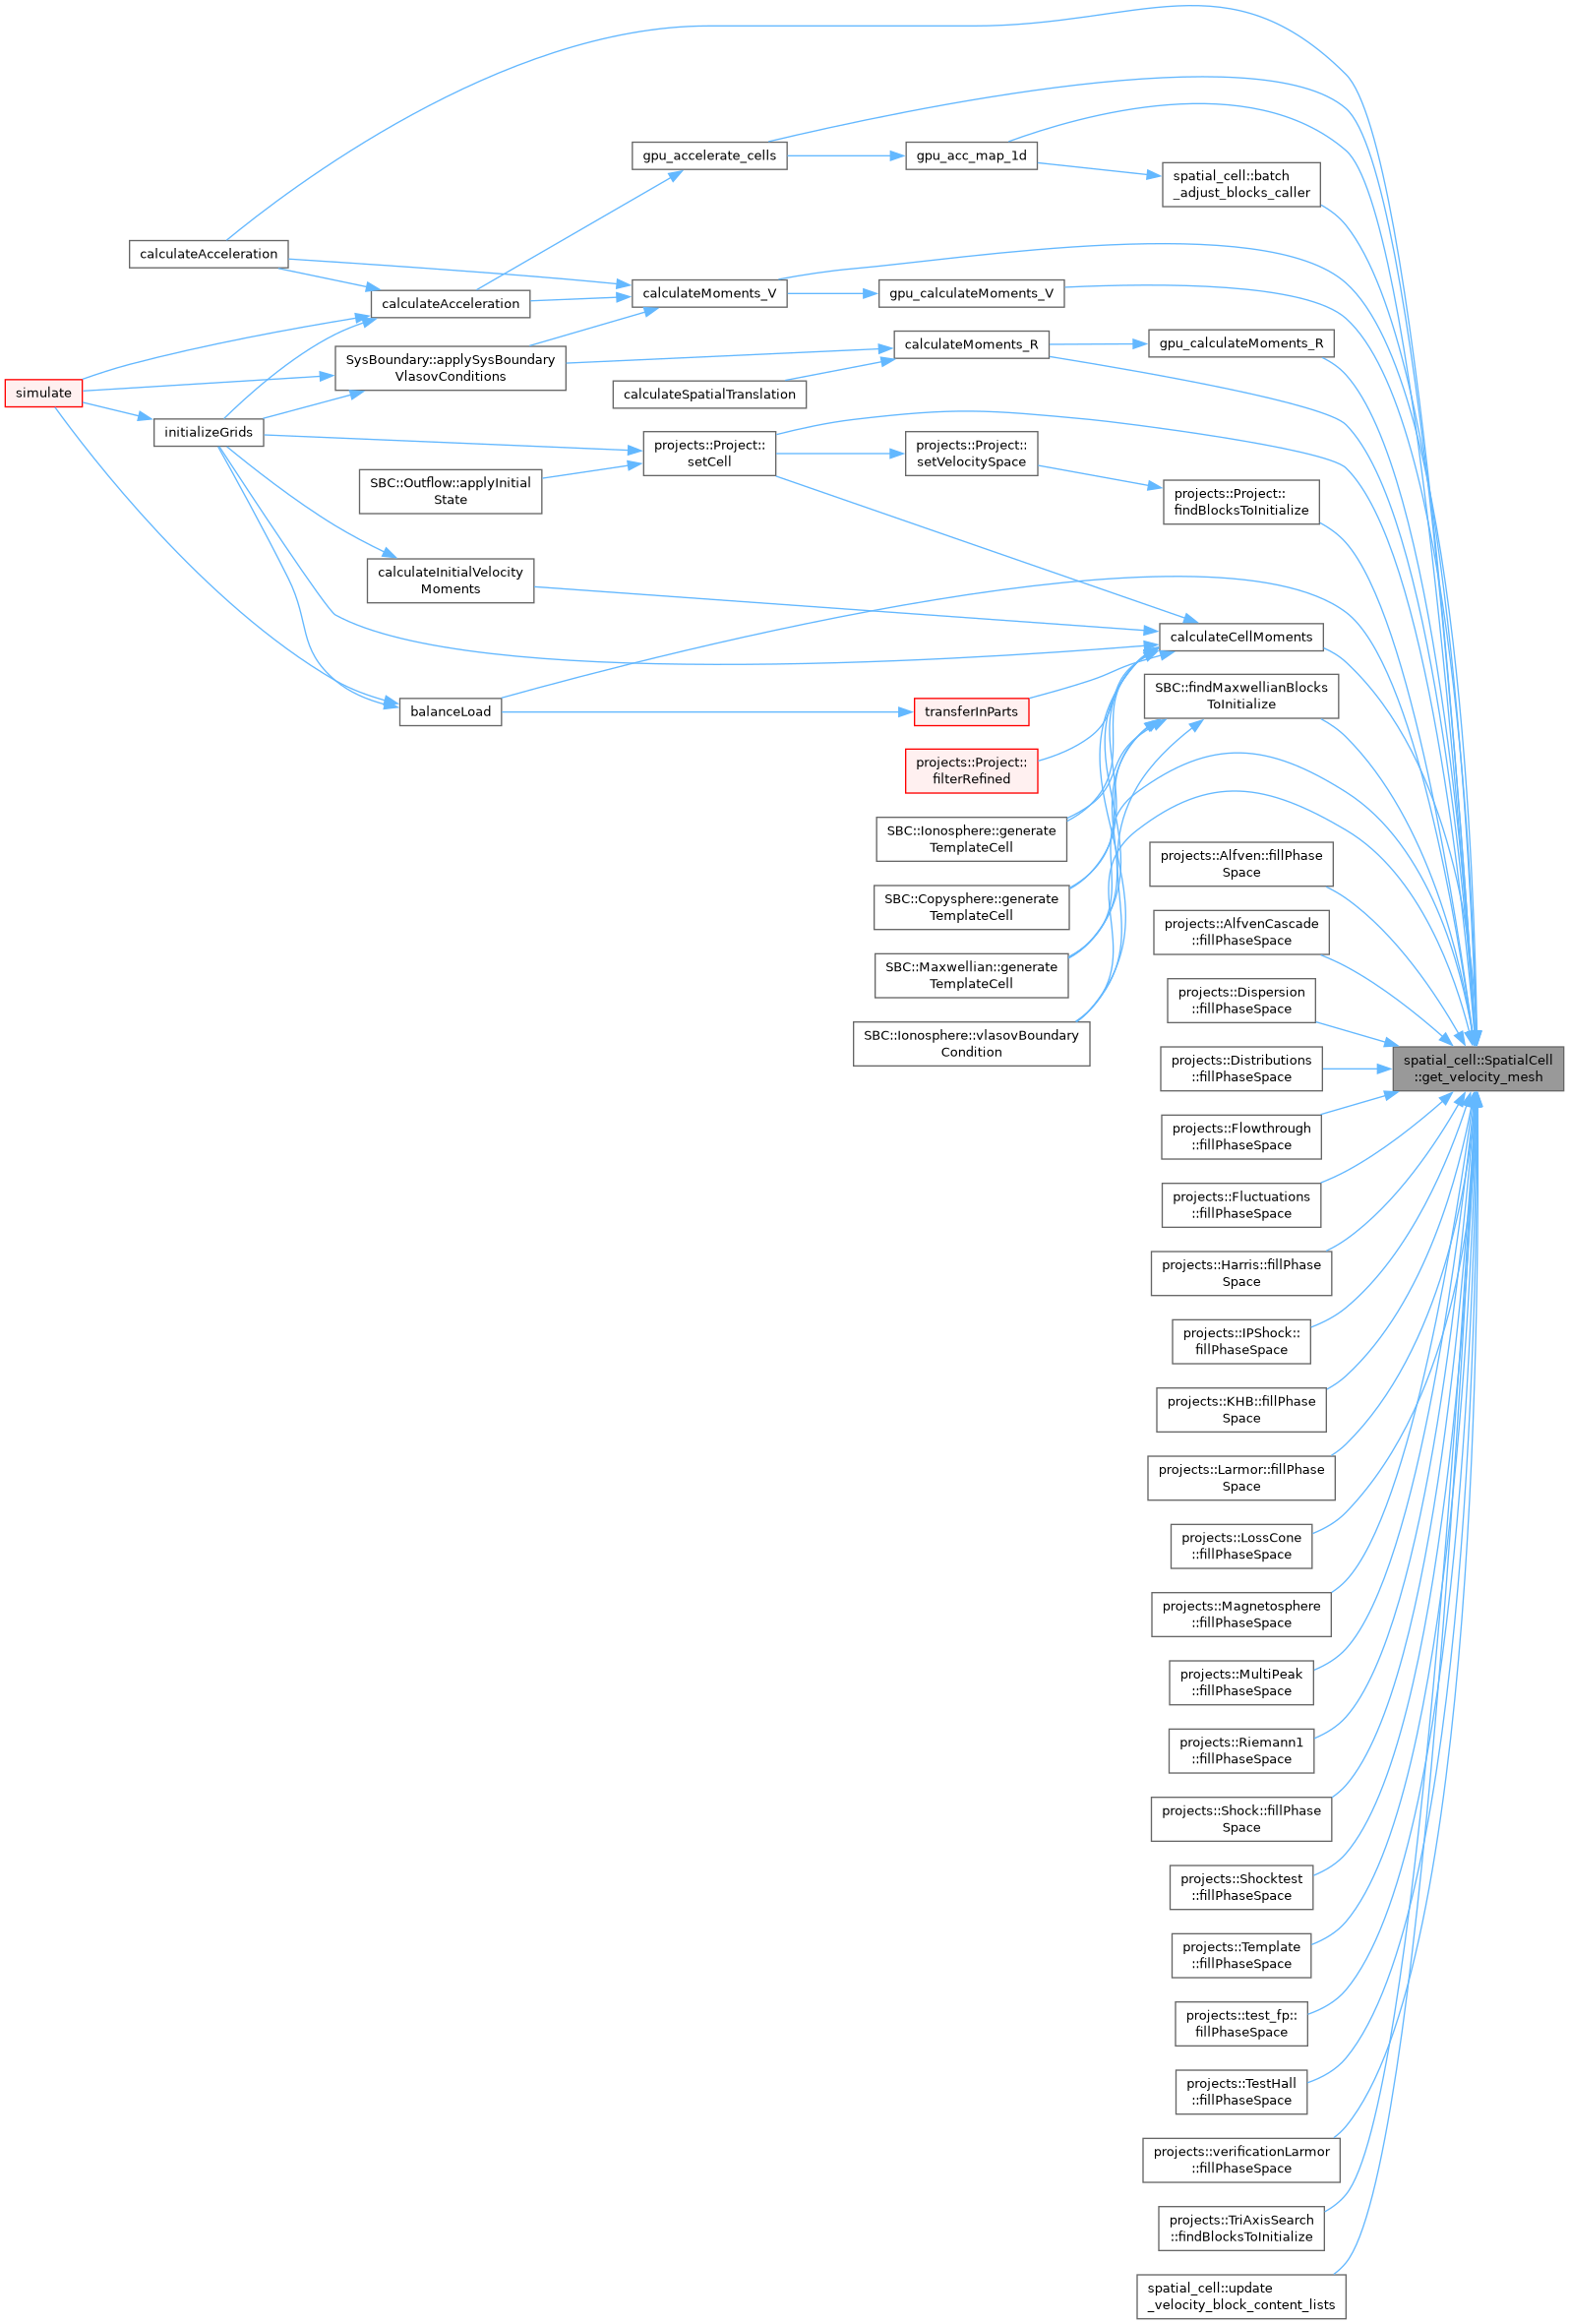 gpu_accelerate_cells
gpu_acc_map_1d
spatial_cell::batch
_adjust_blocks_caller
calculateAcceleration
calculateAcceleration
calculateMoments_V
gpu_calculateMoments_V
calculateMoments_R
gpu_calculateMoments_R
SysBoundary::applySysBoundary
VlasovConditions
simulate
calculateSpatialTranslation
initializeGrids
projects::Project::
setCell
projects::Project::
setVelocitySpace
SBC::Outflow::applyInitial
State
projects::Project::
findBlocksToInitialize
calculateInitialVelocity
Moments
calculateCellMoments
SBC::findMaxwellianBlocks
ToInitialize
balanceLoad
transferInParts
projects::Project::
filterRefined
SBC::Ionosphere::generate
TemplateCell
projects::Alfven::fillPhase
Space
SBC::Copysphere::generate
TemplateCell
projects::AlfvenCascade
::fillPhaseSpace
SBC::Maxwellian::generate
TemplateCell
projects::Dispersion
::fillPhaseSpace
SBC::Ionosphere::vlasovBoundary
Condition
projects::Distributions
::fillPhaseSpace
spatial_cell::SpatialCell
::get_velocity_mesh
projects::Flowthrough
::fillPhaseSpace
projects::Fluctuations
::fillPhaseSpace
projects::Harris::fillPhase
Space
projects::IPShock::
fillPhaseSpace
projects::KHB::fillPhase
Space
projects::Larmor::fillPhase
Space
projects::LossCone
::fillPhaseSpace
projects::Magnetosphere
::fillPhaseSpace
projects::MultiPeak
::fillPhaseSpace
projects::Riemann1
::fillPhaseSpace
projects::Shock::fillPhase
Space
projects::Shocktest
::fillPhaseSpace
projects::Template
::fillPhaseSpace
projects::test_fp::
fillPhaseSpace
projects::TestHall
::fillPhaseSpace
projects::verificationLarmor
::fillPhaseSpace
projects::TriAxisSearch
::findBlocksToInitialize
spatial_cell::update
_velocity_block_content_lists